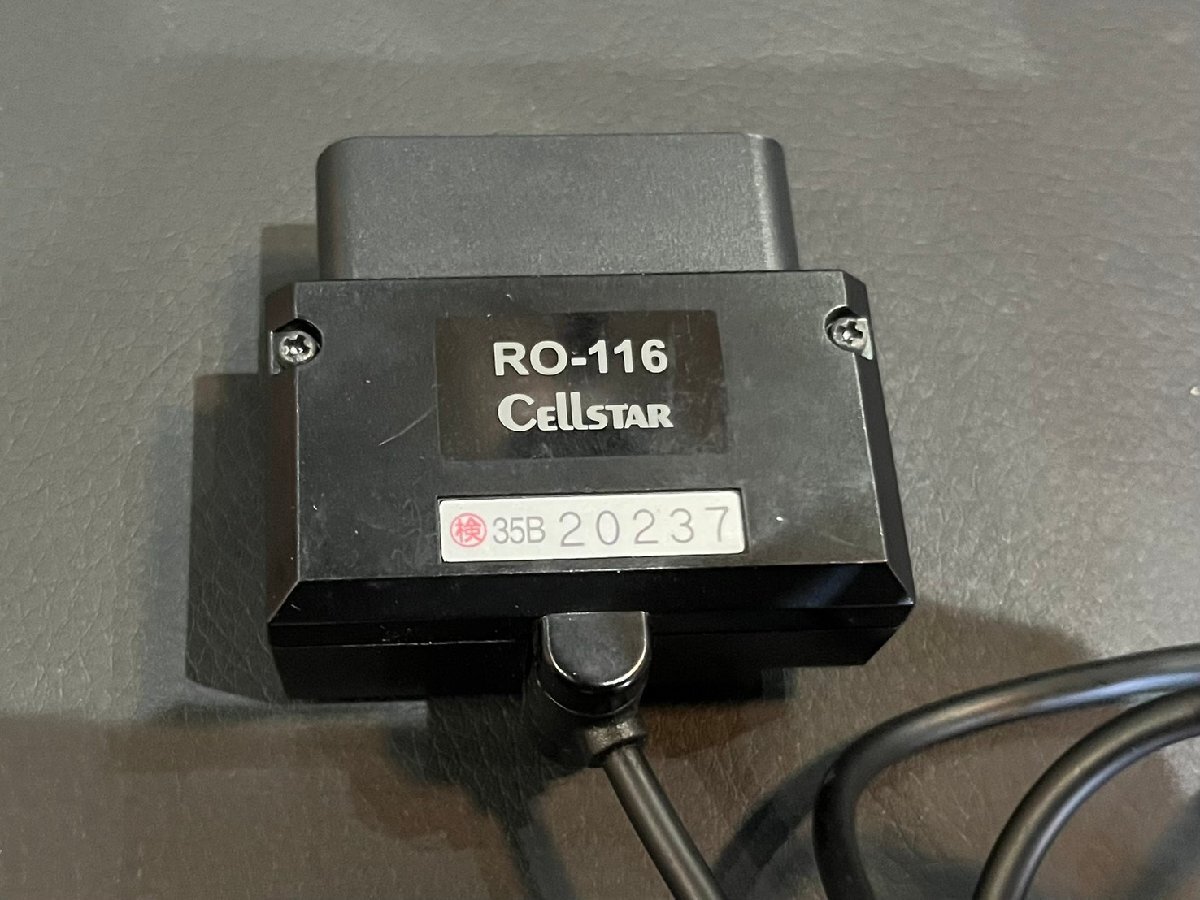 RO-116
CELLSTAR
検 35B 20237